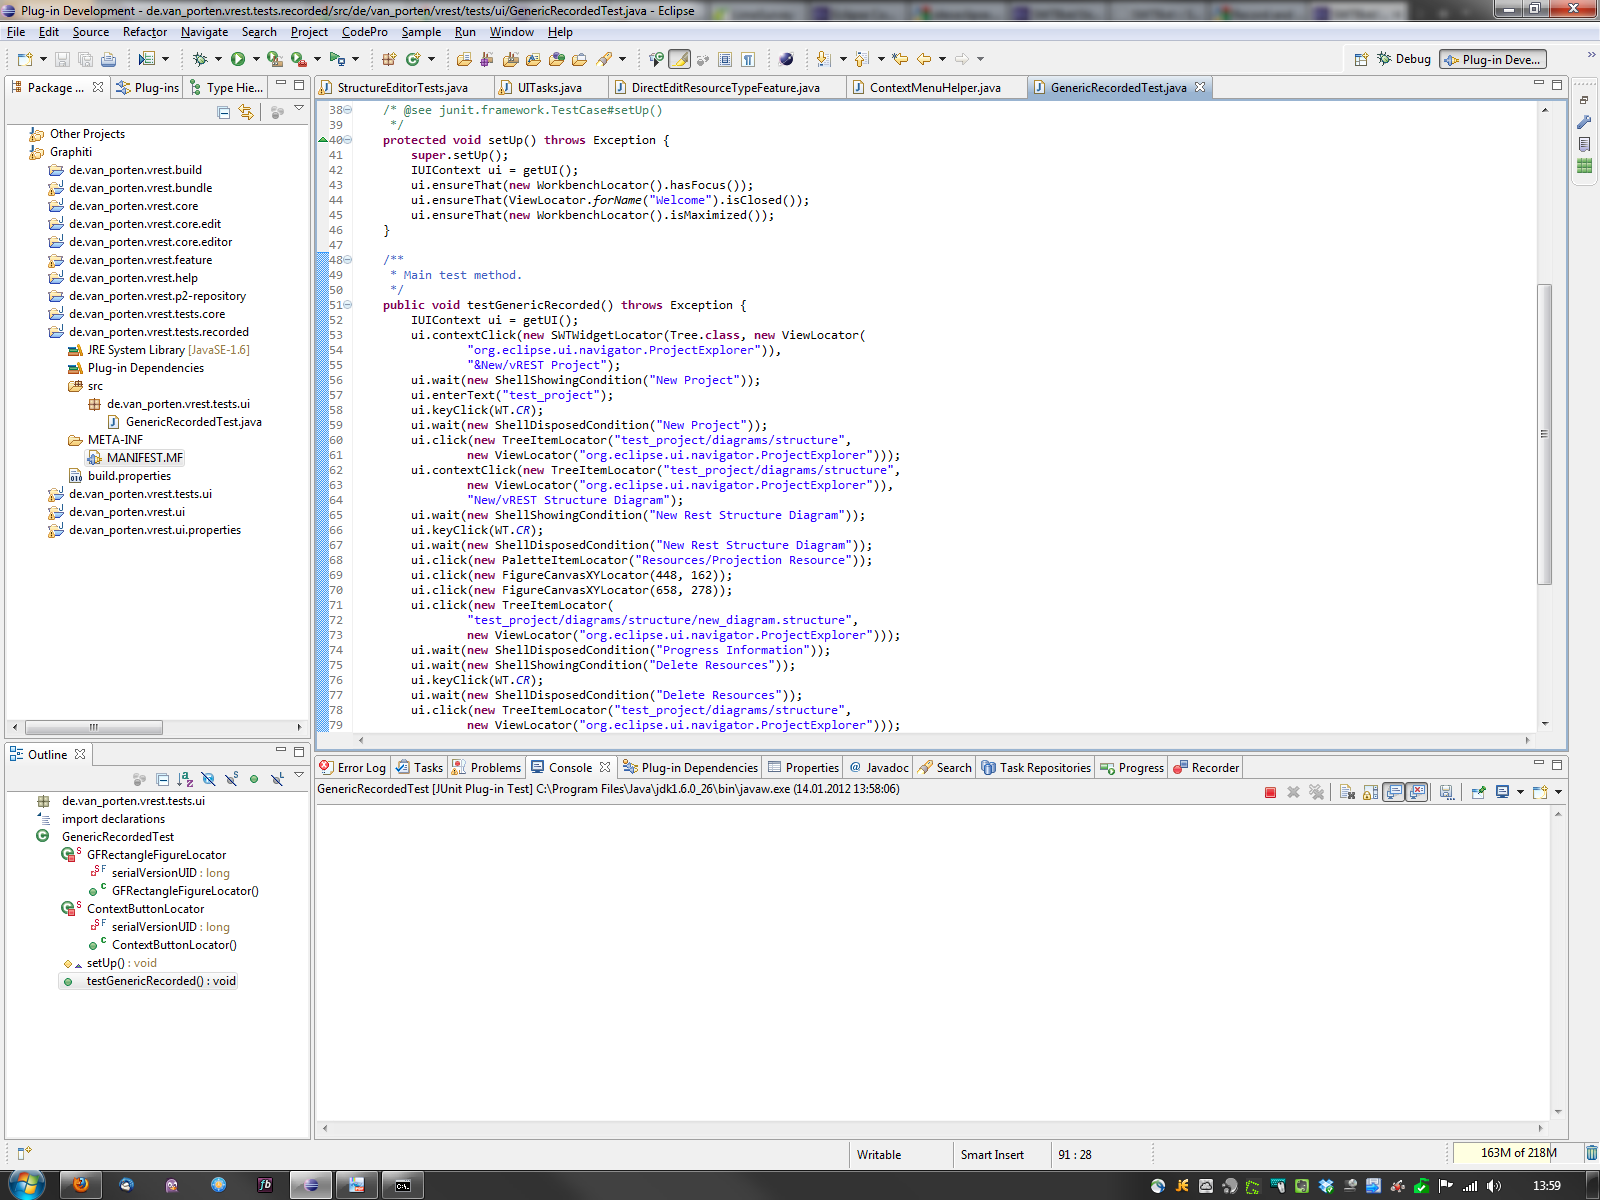 Plug-in Development - de.van_porten.vrest.tests.recorded/src/de/van_porten/vrest/tests/ui/GenericRecordedTest.java - Eclipse
File Edit Source Refactor Navigate Search Project CodePro Sample Run Window Help
Debug Plug-in Deve...
Package ... Plug-ins Type Hie...
StructureEditorTests.java UITasks.java DirectEditResourceTypeFeature.java ContextMenuHelper.java GenericRecordedTest.java
Other Projects
Graphiti
de.van_porten.vrest.build
de.van_porten.vrest.bundle
de.van_porten.vrest.core
de.van_porten.vrest.core.edit
de.van_porten.vrest.core.editor
de.van_porten.vrest.feature
de.van_porten.vrest.help
de.van_porten.vrest.p2-repository
de.van_porten.vrest.tests.core
de.van_porten.vrest.tests.recorded
JRE System Library [JavaSE-1.6]
Plug-in Dependencies
src
de.van_porten.vrest.tests.ui
GenericRecordedTest.java
META-INF
MANIFEST.MF
build.properties
de.van_porten.vrest.tests.ui
de.van_porten.vrest.ui
de.van_porten.vrest.ui.properties
38 /* @see junit.framework.TestCase#setUp()
39 */
40 protected void setUp() throws Exception {
41 super.setUp();
42 IUIContext ui = getUI();
43 ui.ensureThat(new WorkbenchLocator().hasFocus());
44 ui.ensureThat(ViewLocator.forName("Welcome").isClosed());
45 ui.ensureThat(new WorkbenchLocator().isMaximized());
46 }
47
48 /**
49 * Main test method.
50 */
51 public void testGenericRecorded() throws Exception {
52 IUIContext ui = getUI();
53 ui.contextClick(new SWTWidgetLocator(Tree.class, new ViewLocator(
54 "org.eclipse.ui.navigator.ProjectExplorer")),
55 "&New/vREST Project");
56 ui.wait(new ShellShowingCondition("New Project"));
57 ui.enterText("test_project");
58 ui.keyClick(WT.CR);
59 ui.wait(new ShellDisposedCondition("New Project"));
60 ui.click(new TreeItemLocator("test_project/diagrams/structure",
61 new ViewLocator("org.eclipse.ui.navigator.ProjectExplorer")));
62 ui.contextClick(new TreeItemLocator("test_project/diagrams/structure",
63 new ViewLocator("org.eclipse.ui.navigator.ProjectExplorer")),
64 "New/vREST Structure Diagram");
65 ui.wait(new ShellShowingCondition("New Rest Structure Diagram"));
66 ui.keyClick(WT.CR);
67 ui.wait(new ShellDisposedCondition("New Rest Structure Diagram"));
68 ui.click(new PaletteItemLocator("Resources/Projection Resource"));
69 ui.click(new FigureCanvasXYLocator(448, 162));
70 ui.click(new FigureCanvasXYLocator(658, 278));
71 ui.click(new TreeItemLocator(
72 "test_project/diagrams/structure/new_diagram.structure",
73 new ViewLocator("org.eclipse.ui.navigator.ProjectExplorer")));
74 ui.wait(new ShellDisposedCondition("Progress Information"));
75 ui.wait(new ShellShowingCondition("Delete Resources"));
76 ui.keyClick(WT.CR);
77 ui.wait(new ShellDisposedCondition("Delete Resources"));
78 ui.click(new TreeItemLocator("test_project/diagrams/structure",
79 new ViewLocator("org.eclipse.ui.navigator.ProjectExplorer")));
Outline
de.van_porten.vrest.tests.ui
import declarations
GenericRecordedTest
GFRectangleFigureLocator
serialVersionUID : long
GFRectangleFigureLocator()
ContextButtonLocator
serialVersionUID : long
ContextButtonLocator()
setUp() : void
testGenericRecorded() : void
Error Log Tasks Problems Console Plug-in Dependencies Properties Javadoc Search Task Repositories Progress Recorder
GenericRecordedTest [JUnit Plug-in Test] C:\Program Files\Java\jdk1.6.0_26\bin\javaw.exe (14.01.2012 13:58:06)
Writable Smart Insert 91 : 28 163M of 218M
13:59